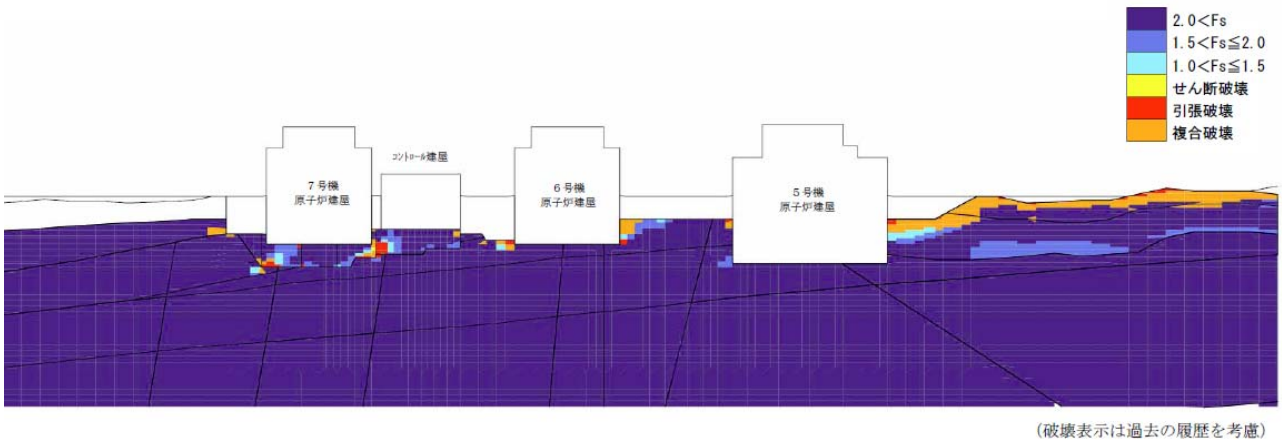 2.0<Fs
1.5<Fs≦2.0
1.0<Fs≦1.5
せん断破壊
引張破壊
複合破壊
7号機
原子炉建屋
コントロール建屋
6号機
原子炉建屋
5号機
原子炉建屋
(破壊表示は過去の履歴を考慮)